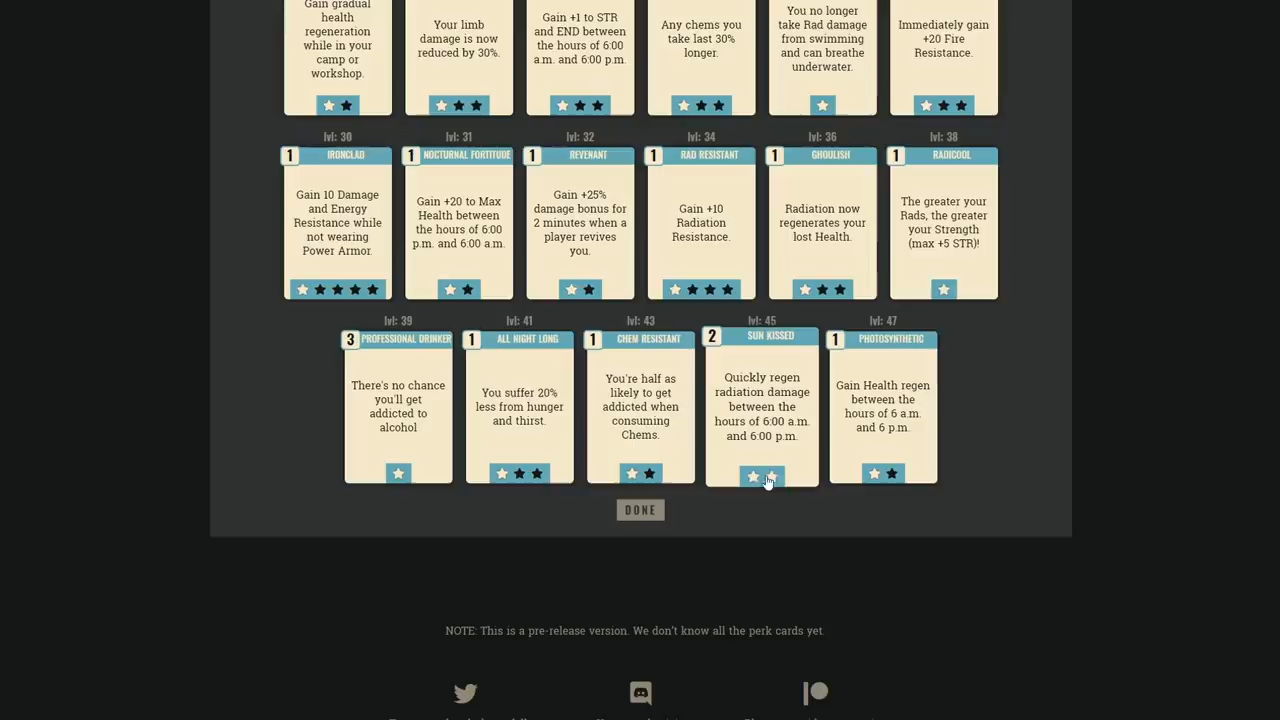 Gain gradual
health
regeneration
while in your
camp or
workshop.
Your limb
damage is now
reduced by 30%.
Gain +1 to STR
and END between
the hours of 6:00
a.m. and 6:00 p.m.
Any chems you
take last 30%
longer.
You no longer
take Rad damage
from swimming
and can breathe
underwater.
Immediately gain
+20 Fire
Resistance.
lvl: 30
1 IRONCLAD
Gain 10 Damage
and Energy
Resistance while
not wearing
Power Armor.
lvl: 31
1 NOCTURNAL FORTITUDE
Gain +20 to Max
Health between
the hours of 6:00
p.m. and 6:00 a.m.
lvl: 32
1 REVENANT
Gain +25%
damage bonus for
2 minutes when a
player revives
you.
lvl: 34
1 RAD RESISTANT
Gain +10
Radiation
Resistance.
lvl: 36
1 GHOULISH
Radiation now
regenerates your
lost Health.
lvl: 38
1 RADICOOL
The greater your
Rads, the greater
your Strength
(max +5 STR)!
lvl: 39
3 PROFESSIONAL DRINKER
There's no chance
you'll get
addicted to
alcohol
lvl: 41
1 ALL NIGHT LONG
You suffer 20%
less from hunger
and thirst.
lvl: 43
1 CHEM RESISTANT
You're half as
likely to get
addicted when
consuming
Chems.
lvl: 45
2 SUN KISSED
Quickly regen
radiation damage
between the
hours of 6:00 a.m.
and 6:00 p.m.
lvl: 47
1 PHOTOSYNTHETIC
Gain Health regen
between the
hours of 6 a.m.
and 6 p.m.
DONE
NOTE: This is a pre-release version. We don't know all the perk cards yet